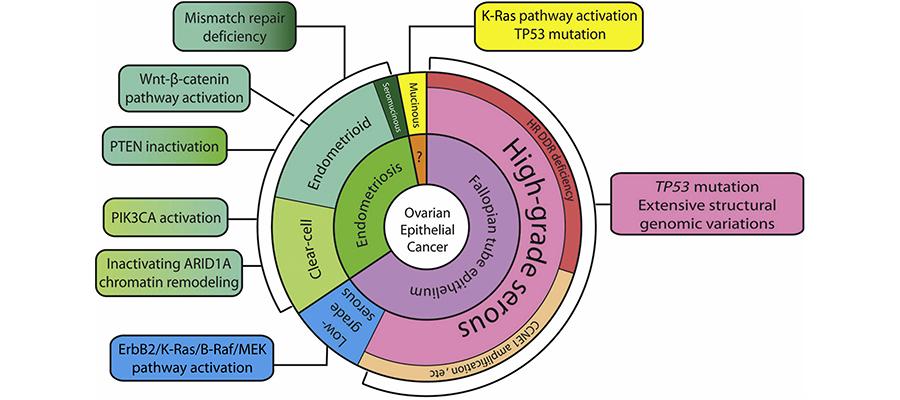 Mismatch repair
deficiency
Wnt-β-catenin
pathway activation
PTEN inactivation
PIK3CA activation
Inactivating ARID1A
chromatin remodeling
ErbB2/K-Ras/B-Raf/MEK
pathway activation
K-Ras pathway activation
TP53 mutation
TP53 mutation
Extensive structural
genomic variations
Ovarian
Epithelial
Cancer
Endometriosis
?
Fallopian tube epithelium
Endometrioid
Seromucinous
Mucinous
Clear-cell
Low-
grade
serous
High-grade serous
HR DDR deficiency
CCNE1 amplification, etc